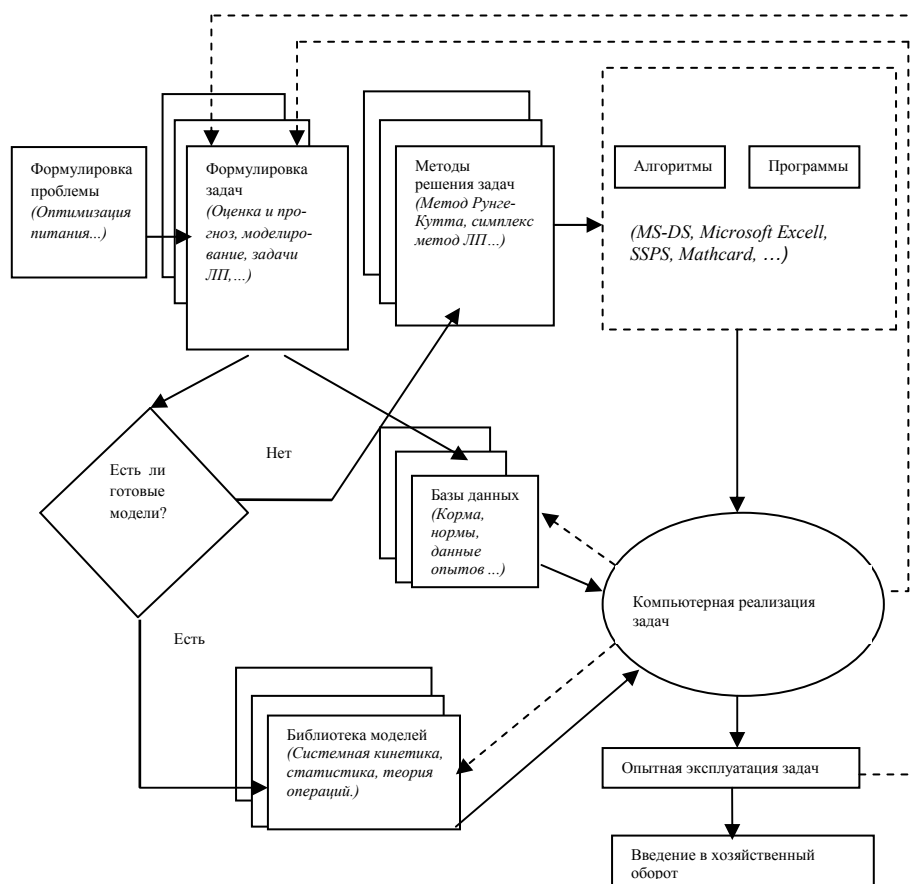 Формулировка
проблемы
(Оптимизация
питания...)
Формулировка
задач
(Оценка и про-
гноз, моделиро-
вание, задачи
ЛП,...)
Методы
решения задач
(Метод Рунге-
Кутта, симплекс
метод ЛП...)
Алгоритмы
Программы
(MS-DS, Microsoft Excell,
SSPS, Mathcard, ...)
Есть ли
готовые
модели?
Нет
Базы данных
(Корма,
нормы,
данные
опытов ...)
Компьютерная реализация
задач
Есть
Библиотека моделей
(Системная кинетика,
статистика, теория
операций.)
Опытная эксплуатация задач
Введение в хозяйственный
оборот